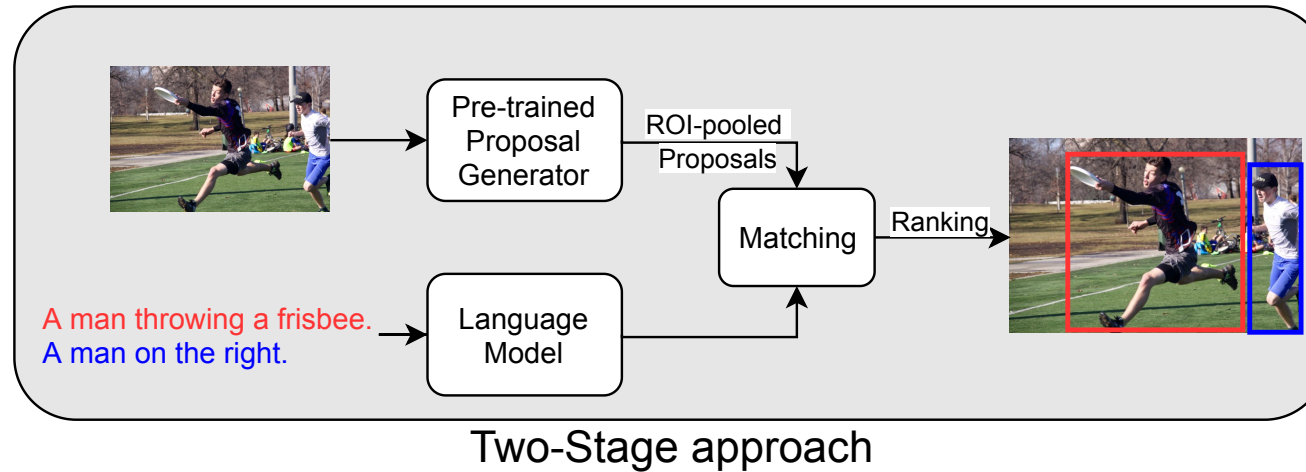 Pre-trained
Proposal
Generator
ROI-pooled
Proposals
Matching
Ranking
A man throwing a frisbee.
A man on the right.
Language
Model
Two-Stage approach